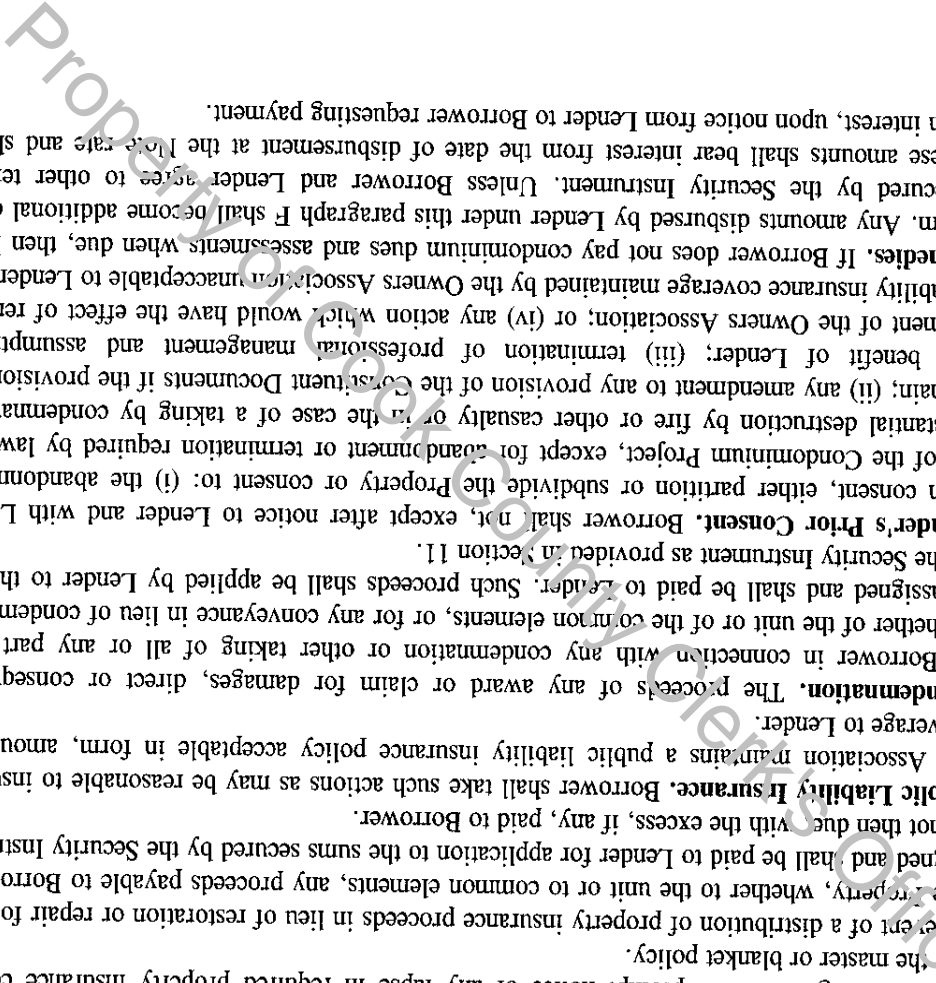 prompt notice of any lapse in required property insurance
the master or blanket policy.
event of a distribution of property insurance proceeds in lieu of restoration or repair fo
e Property, whether to the unit or to common elements, any proceeds payable to Borro
gned and shall be paid to Lender for application to the sums secured by the Security Inst
not then due, with the excess, if any, paid to Borrower.
blic Liability Insurance. Borrower shall take such actions as may be reasonable to ins
Association maintains a public liability insurance policy acceptable in form, amou
verage to Lender.
ndemnation. The proceeds of any award or claim for damages, direct or conseq
Borrower in connection with any condemnation or other taking of all or any part
hether of the unit or of the common elements, or for any conveyance in lieu of condem
assigned and shall be paid to Lender. Such proceeds shall be applied by Lender to th
he Security Instrument as provided in Section 11.
nder's Prior Consent. Borrower shall not, except after notice to Lender and with L
n consent, either partition or subdivide the Property or consent to: (i) the abandonm
of the Condominium Project, except for abandonment or termination required by law
stantial destruction by fire or other casualty or in the case of a taking by condemna
main; (ii) any amendment to any provision of the Constituent Documents if the provision
benefit of Lender; (iii) termination of professional management and assumpt
ment of the Owners Association; or (iv) any action which would have the effect of ren
ability insurance coverage maintained by the Owners Association unacceptable to Lender
medies. If Borrower does not pay condominium dues and assessments when due, then
m. Any amounts disbursed by Lender under this paragraph F shall become additional
cured by the Security Instrument. Unless Borrower and Lender agree to other te
ese amounts shall bear interest from the date of disbursement at the Note rate and sh
n interest, upon notice from Lender to Borrower requesting payment.
Property of Cook County Clerk's Office